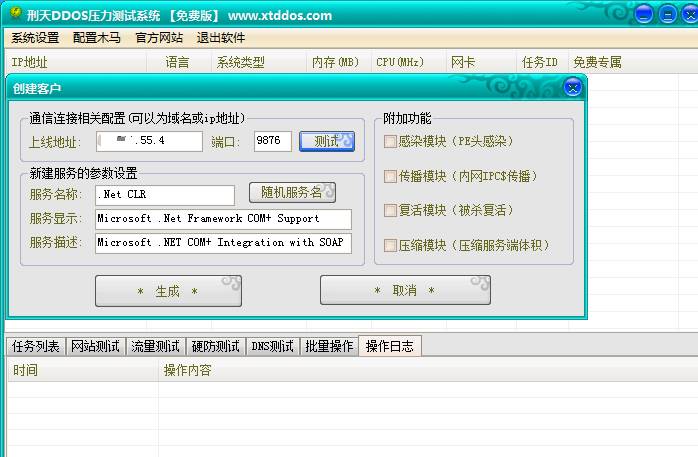 刑天DDOS压力测试系统 【免费版】 www.xtddos.com
系统设置 配置木马 官方网站 退出软件
IP地址 语言 系统类型 内存(MB) CPU(MHz) 网卡 任务ID 免费专属
创建客户
通信连接相关配置(可以为域名或ip地址)
上线地址: .55.4 端口: 9876 测试
新建服务的参数设置
服务名称: .Net CLR 随机服务名
服务显示: Microsoft .Net Framework COM+ Support
服务描述: Microsoft .NET COM+ Integration with SOAP
附加功能
感染模块 (PE头感染)
传播模块 (内网IPC$传播)
复活模块 (被杀复活)
压缩模块 (压缩服务端体积)
* 生成 * * 取消 *
任务列表 网站测试 流量测试 硬防测试 DNS测试 批量操作 操作日志
时间 操作内容